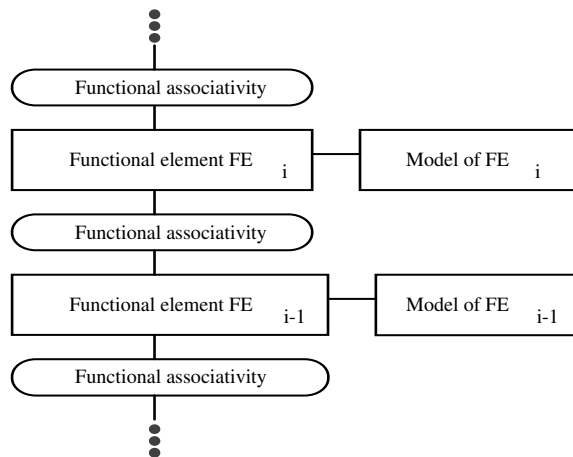 Functional associativity
Functional element FE i
Model of FE i
Functional associativity
Functional element FE i-1
Model of FE i-1
Functional associativity